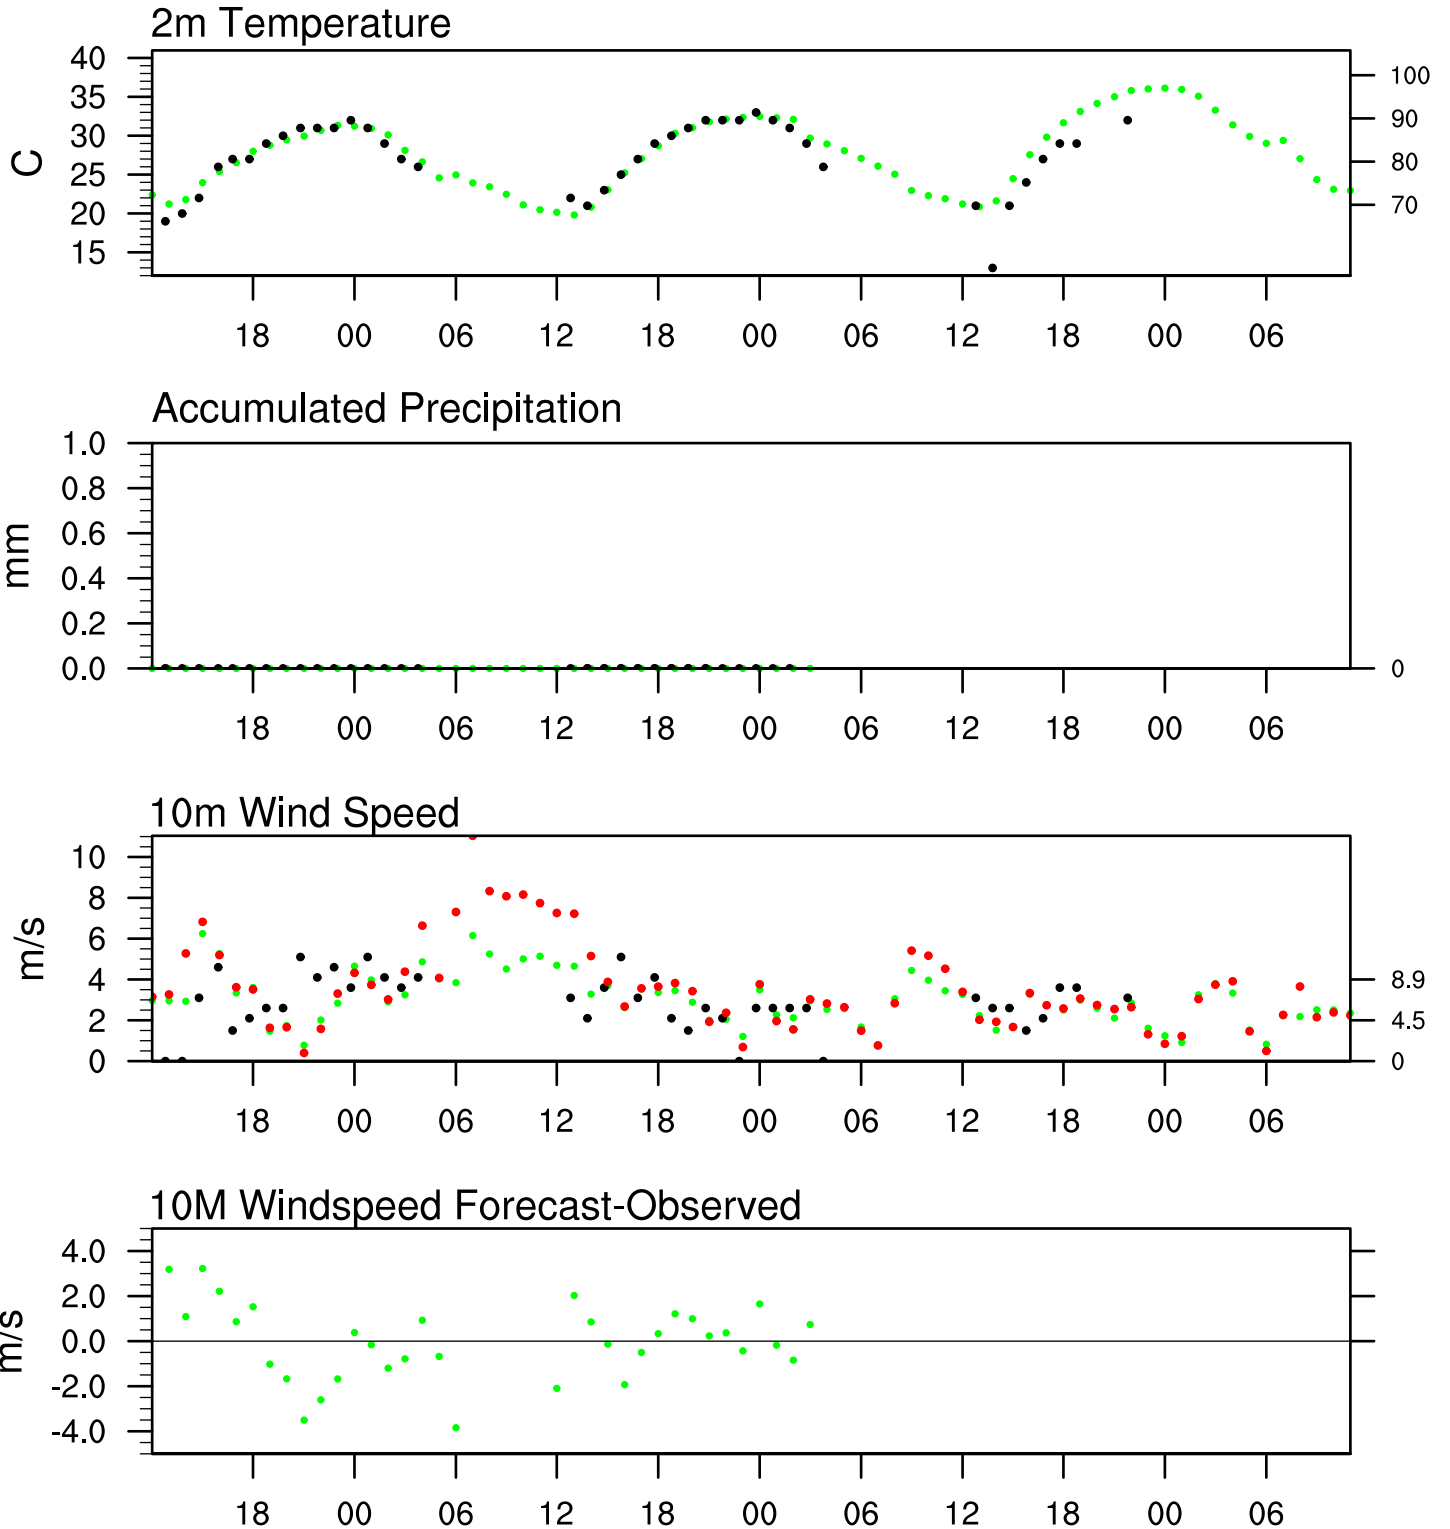 2m Temperature
40
35
30
25
20
15
C
100
90
80
70
18 00 06 12 18 00 06 12 18 00 06
Accumulated Precipitation
1.0
0.8
0.6
0.4
0.2
0.0
mm
0
18 00 06 12 18 00 06 12 18 00 06
10m Wind Speed
10
8
6
4
2
0
m/s
8.9
4.5
0
18 00 06 12 18 00 06 12 18 00 06
10M Windspeed Forecast-Observed
4.0
2.0
0.0
-2.0
-4.0
m/s
18 00 06 12 18 00 06 12 18 00 06